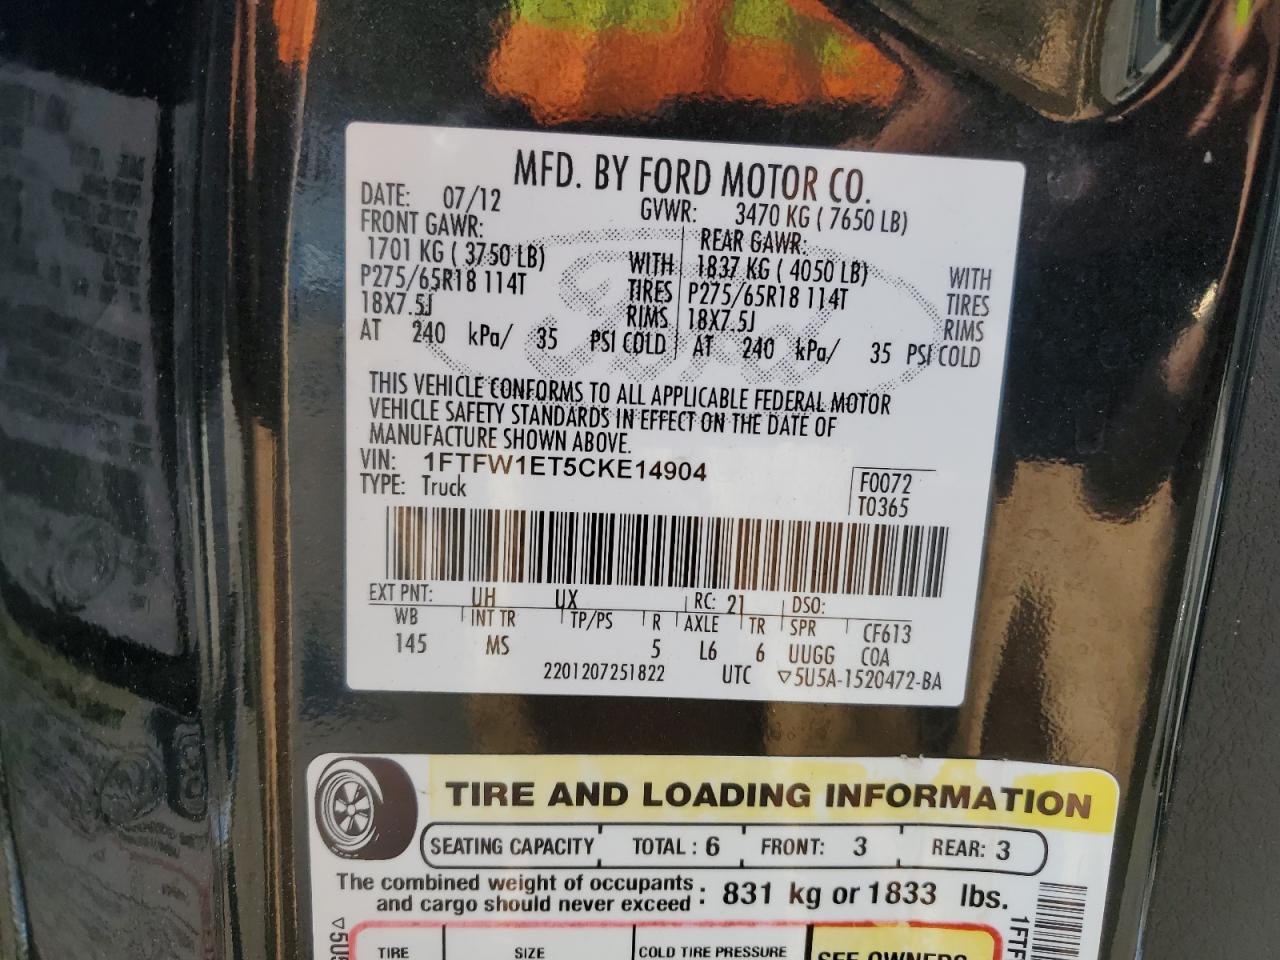 MFD. BY FORD MOTOR CO.
DATE: 07/12 GVWR: 3470 KG ( 7650 LB)
FRONT GAWR: REAR GAWR:
1701 KG ( 3750 LB) WITH 1837 KG ( 4050 LB) WITH
P275/65R18 114T TIRES P275/65R18 114T TIRES
18X7.5J RIMS 18X7.5J RIMS
AT 240 kPa/ 35 PSI COLD AT 240 kPa/ 35 PSI COLD
THIS VEHICLE CONFORMS TO ALL APPLICABLE FEDERAL MOTOR
VEHICLE SAFETY STANDARDS IN EFFECT ON THE DATE OF
MANUFACTURE SHOWN ABOVE.
VIN: 1FTFW1ET5CKE14904
TYPE: Truck
F0072
T0365
EXT PNT: UH UX RC: 21 DSO:
WB INT TR TP/PS R AXLE TR SPR CF613
145 MS 5 L6 6 UUGG COA
2201207251822 UTC ▽5U5A-1520472-BA
TIRE AND LOADING INFORMATION
SEATING CAPACITY TOTAL : 6 FRONT: 3 REAR: 3
The combined weight of occupants
and cargo should never exceed : 831 kg or 1833 lbs.
TIRE SIZE COLD TIRE PRESSURE SEE OWNERS
▽5U5
1FTF